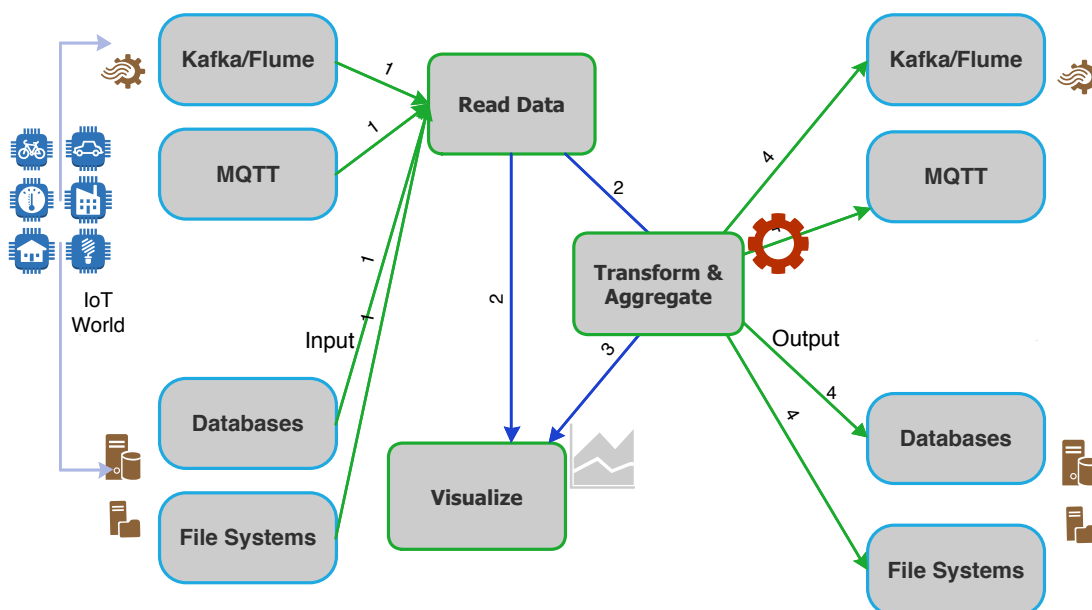 Kafka/Flume
MQTT
IoT
World
Input
Databases
File Systems
1
1
1
1
Read Data
2
2
Transform &
Aggregate
3
Visualize
4
Output
4
4
Kafka/Flume
MQTT
Databases
File Systems